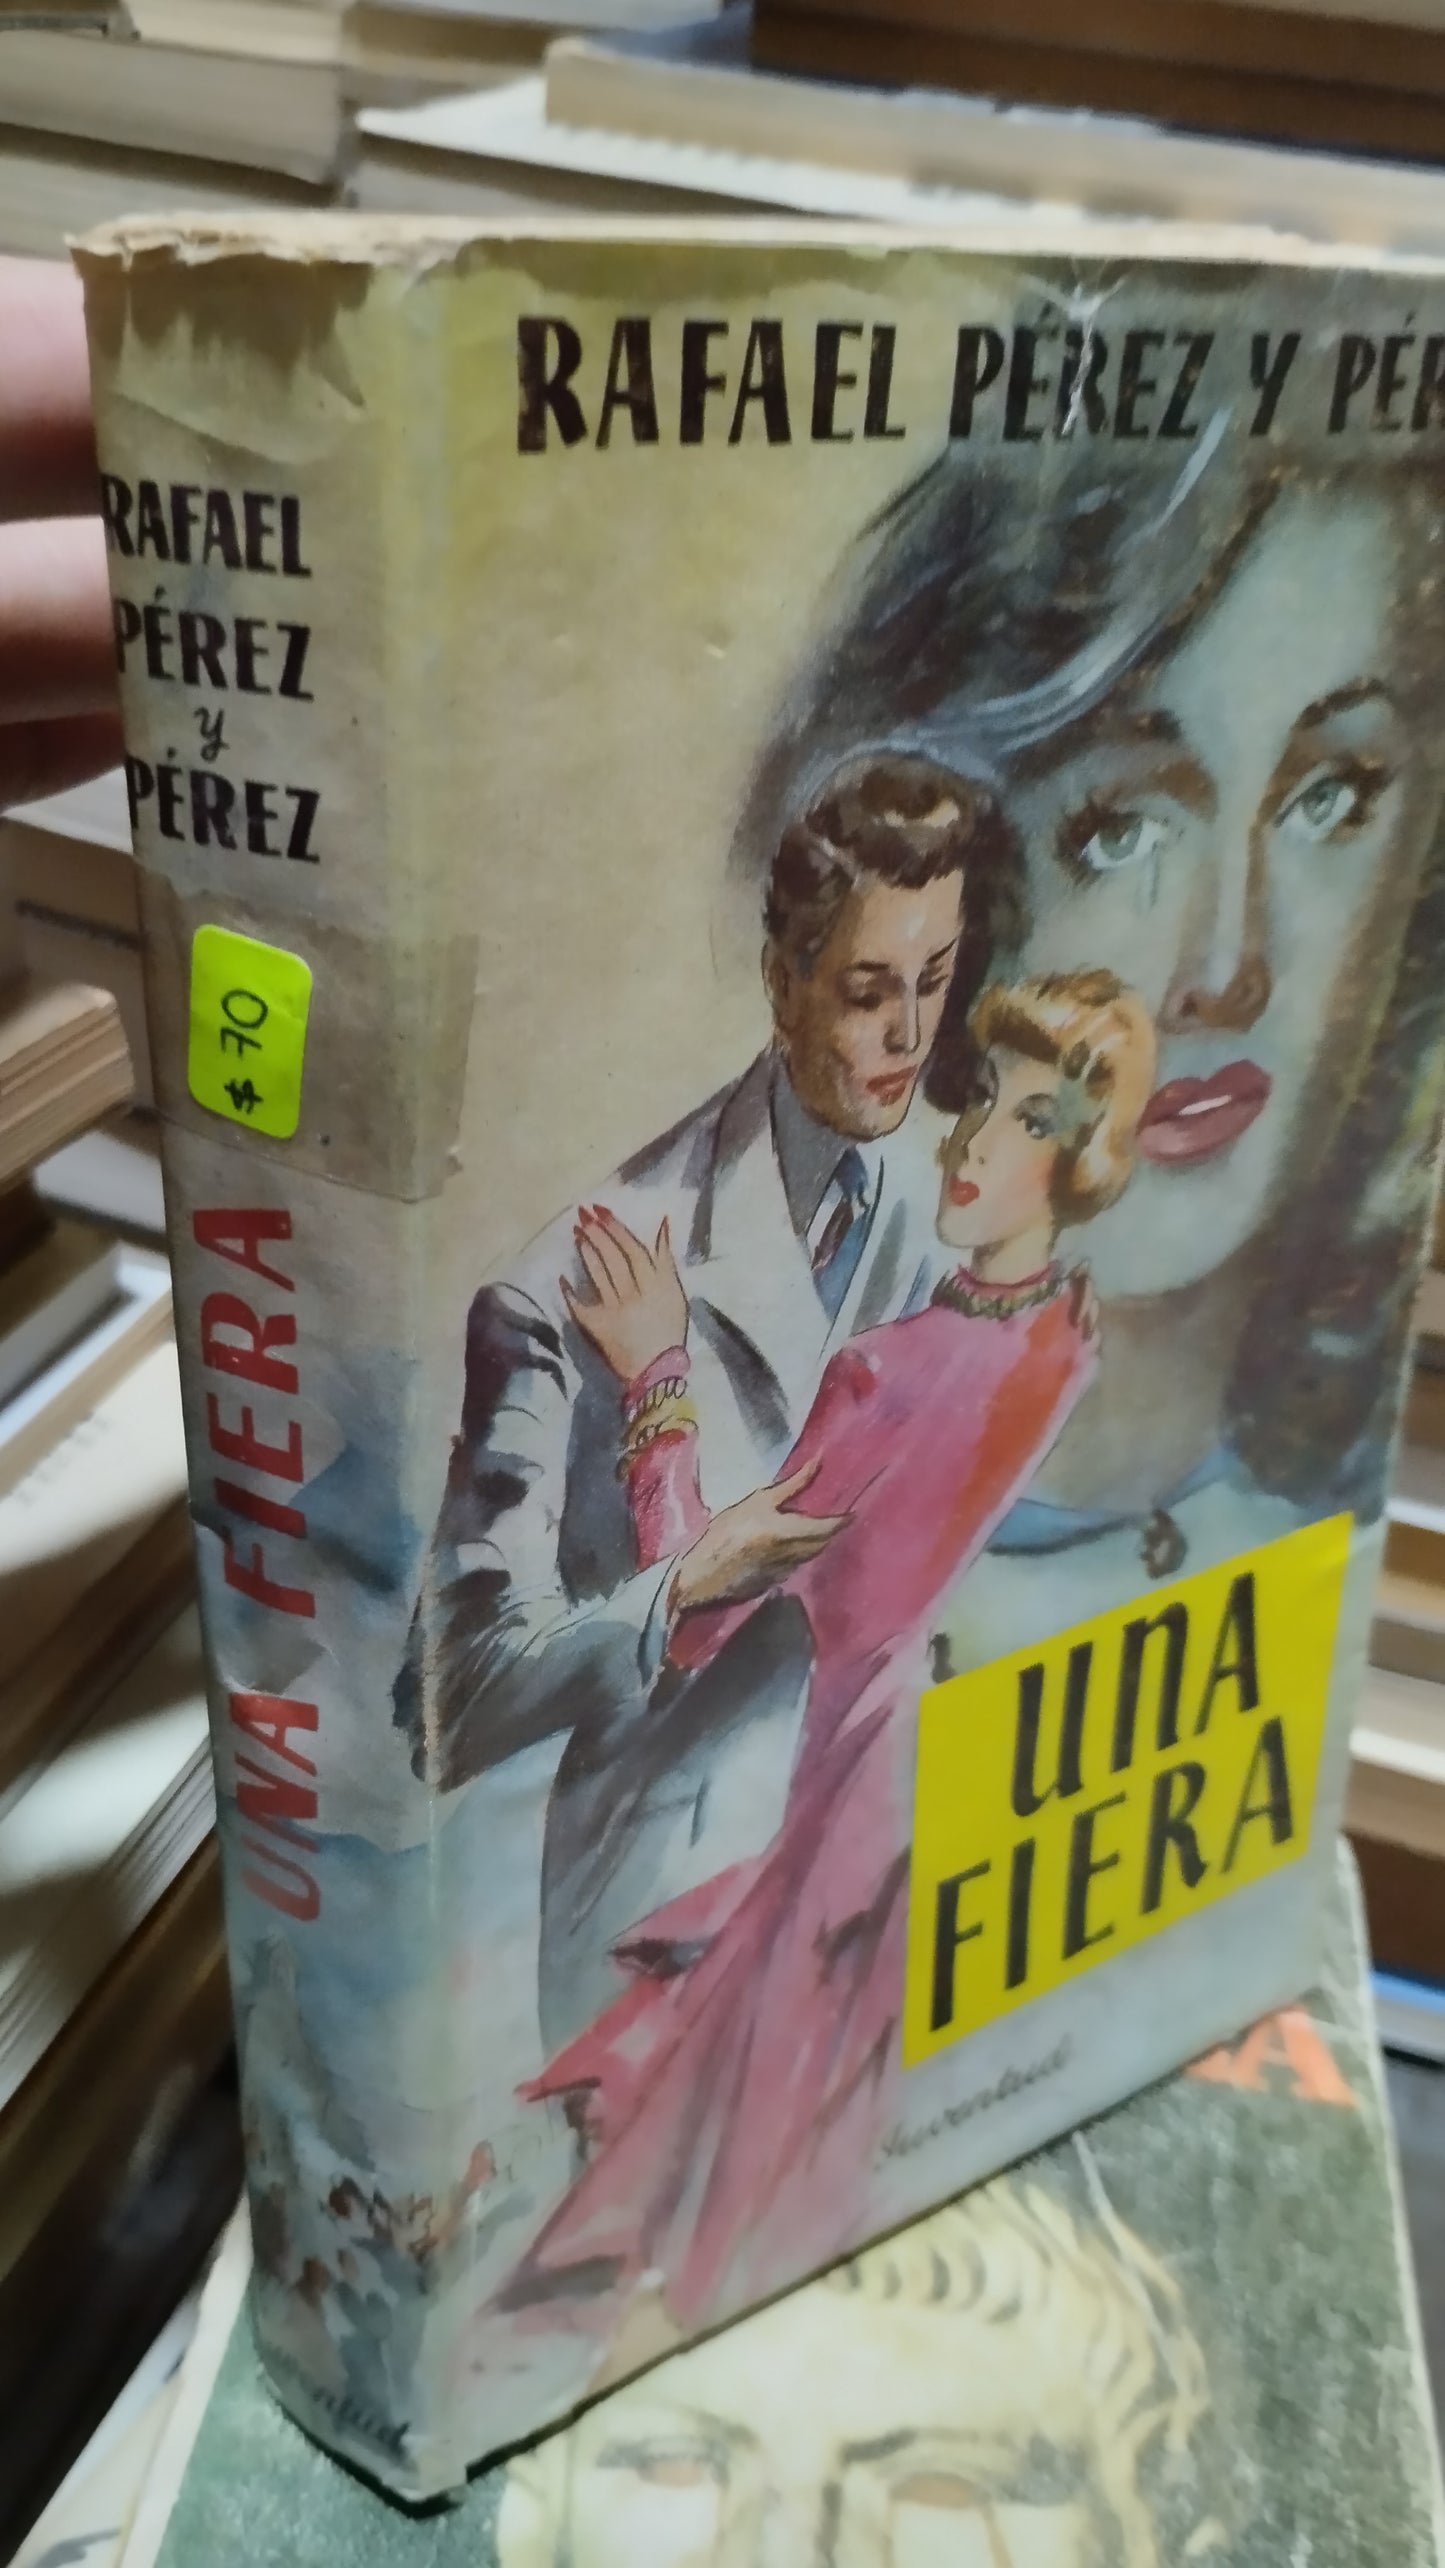 RAFAEL PÉREZ Y PÉR
RAFAEL
PÉREZ
y
PÉREZ
$ 70
UNA FIERA
UNA
FIERA
Juventud